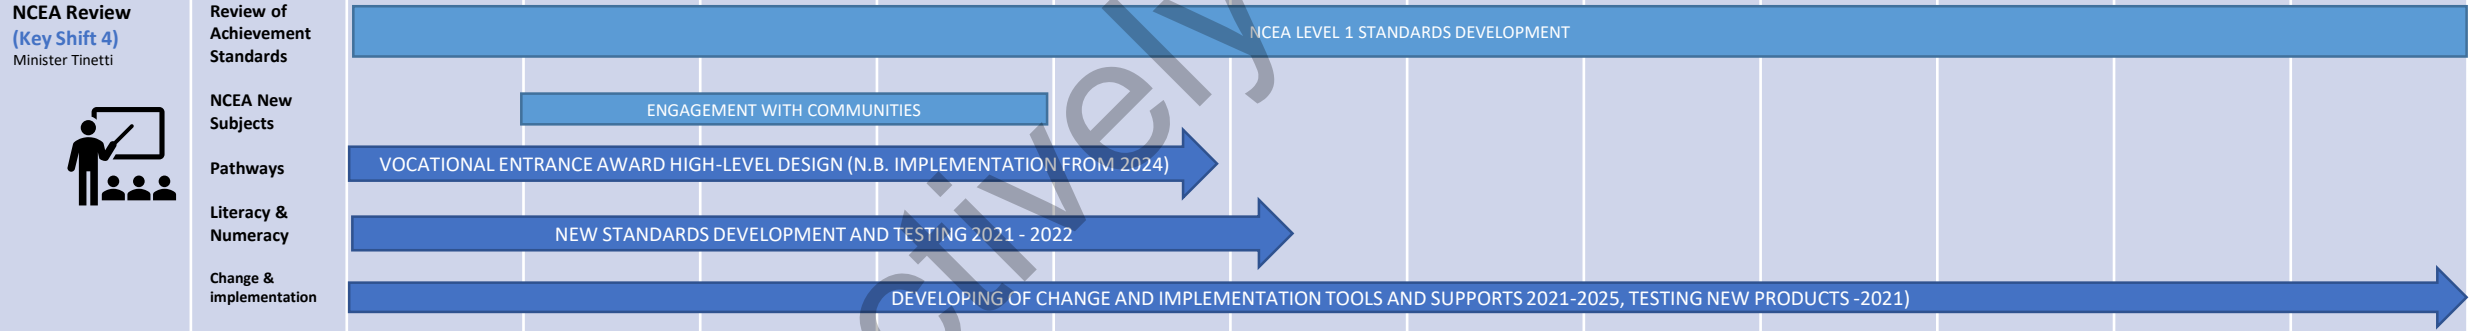 NCEA Review
(Key Shift 4)
Minister Tinetti
Review of
Achievement
Standards
NCEA LEVEL 1 STANDARDS DEVELOPMENT
NCEA New
Subjects
ENGAGEMENT WITH COMMUNITIES
Pathways
VOCATIONAL ENTRANCE AWARD HIGH-LEVEL DESIGN (N.B. IMPLEMENTATION FROM 2024)
Literacy &
Numeracy
NEW STANDARDS DEVELOPMENT AND TESTING 2021 - 2022
Change &
implementation
DEVELOPING OF CHANGE AND IMPLEMENTATION TOOLS AND SUPPORTS 2021-2025, TESTING NEW PRODUCTS -2021)
ctively